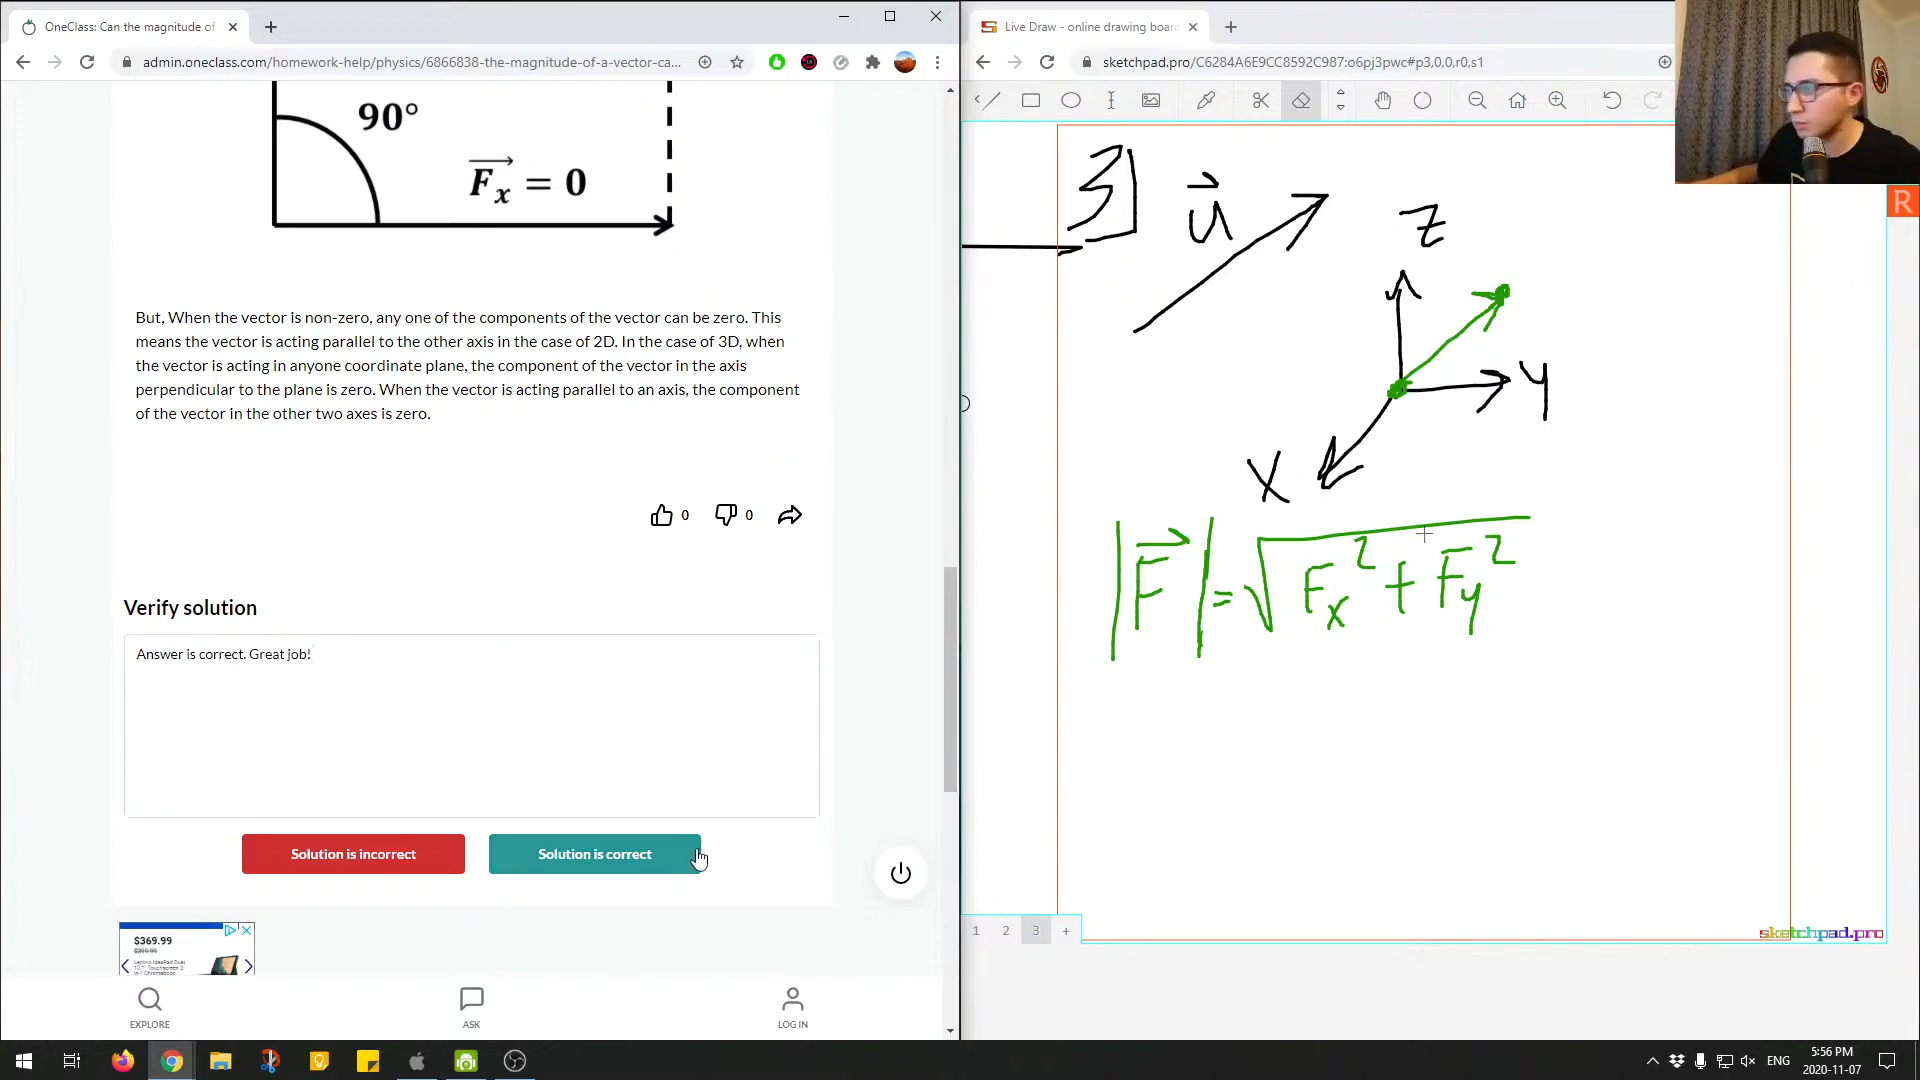 OneClass: Can the magnitude of
admin.oneclass.com/homework-help/physics/6866838-the-magnitude-of-a-vector-ca...
90°
Fx = 0
But, When the vector is non-zero, any one of the components of the vector can be zero. This
means the vector is acting parallel to the other axis in the case of 2D. In the case of 3D, when
the vector is acting in anyone coordinate plane, the component of the vector in the axis
perpendicular to the plane is zero. When the vector is acting parallel to an axis, the component
of the vector in the other two axes is zero.
0
0
Verify solution
Answer is correct. Great job!
Solution is incorrect
Solution is correct
$369.99
EXPLORE
ASK
LOG IN
Live Draw - online drawing boar
sketchpad.pro/C6284A6E9CC8592C987:o6pj3pwc#p3,0,0,r0,s1
R
3]
u
Z
Y
X
|F| = √Fx² + Fy²
1 2 3 +
sketchpad.pro
ENG
5:56 PM
2020-11-07